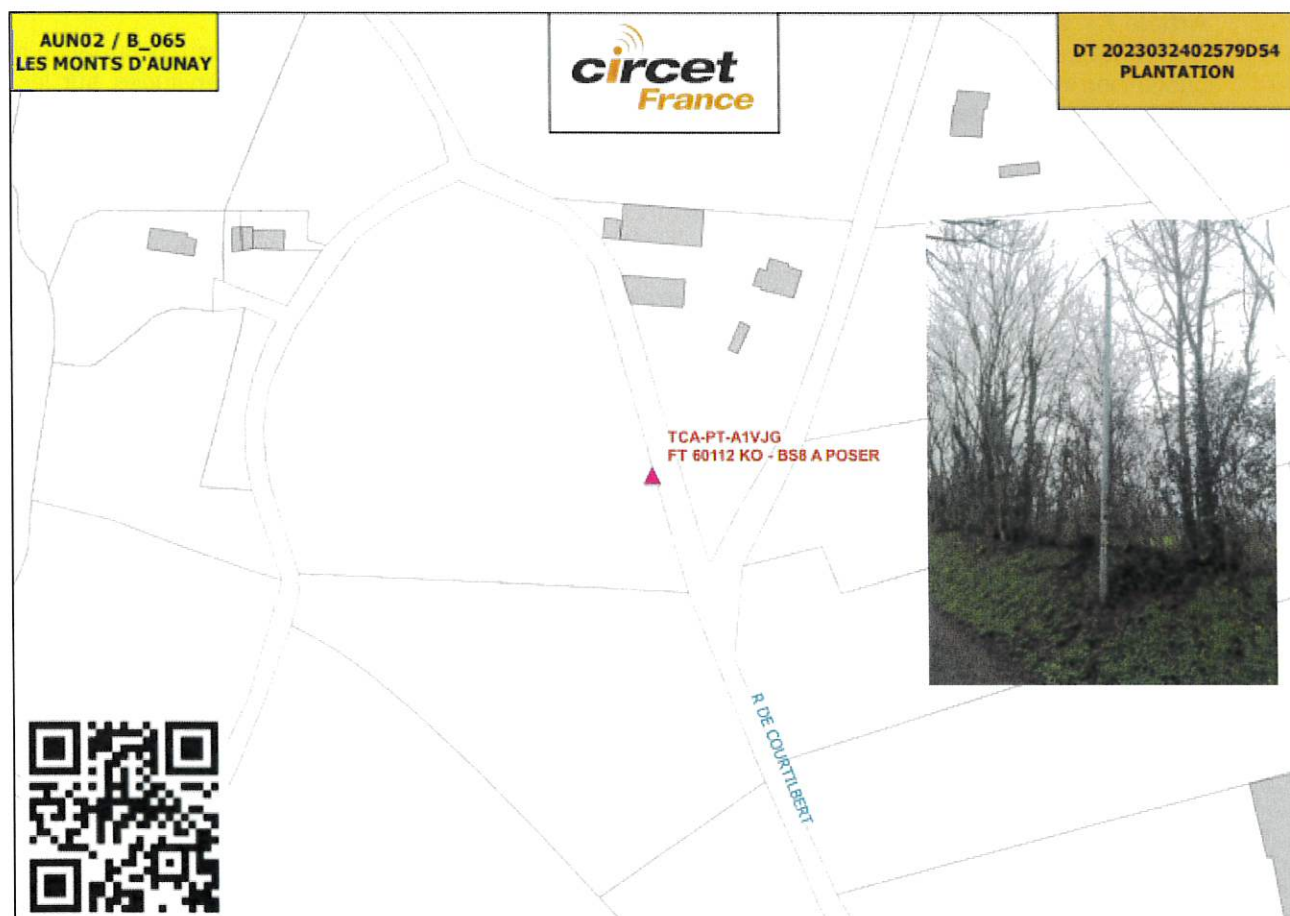 AUN02 / B_065
LES MONTS D'AUNAY
circet
France
DT 2023032402579D54
PLANTATION
TCA-PT-A1VJG
FT 60112 KO - BS8 A POSER
R DE COURTILBERT